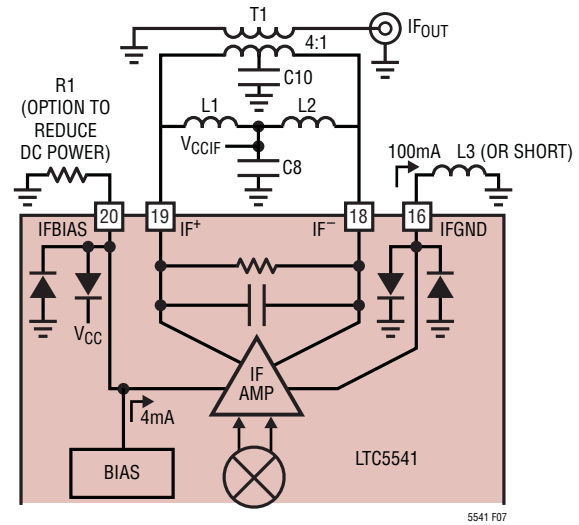 T1
IFOUT
4:1
C10
R1
(OPTION TO
REDUCE
DC POWER)
L1
L2
VCCIF
C8
100mA
L3 (OR SHORT)
20
19
18
16
IFBIAS
IF+
IF–
IFGND
VCC
IF
AMP
4mA
LTC5541
BIAS
5541 F07